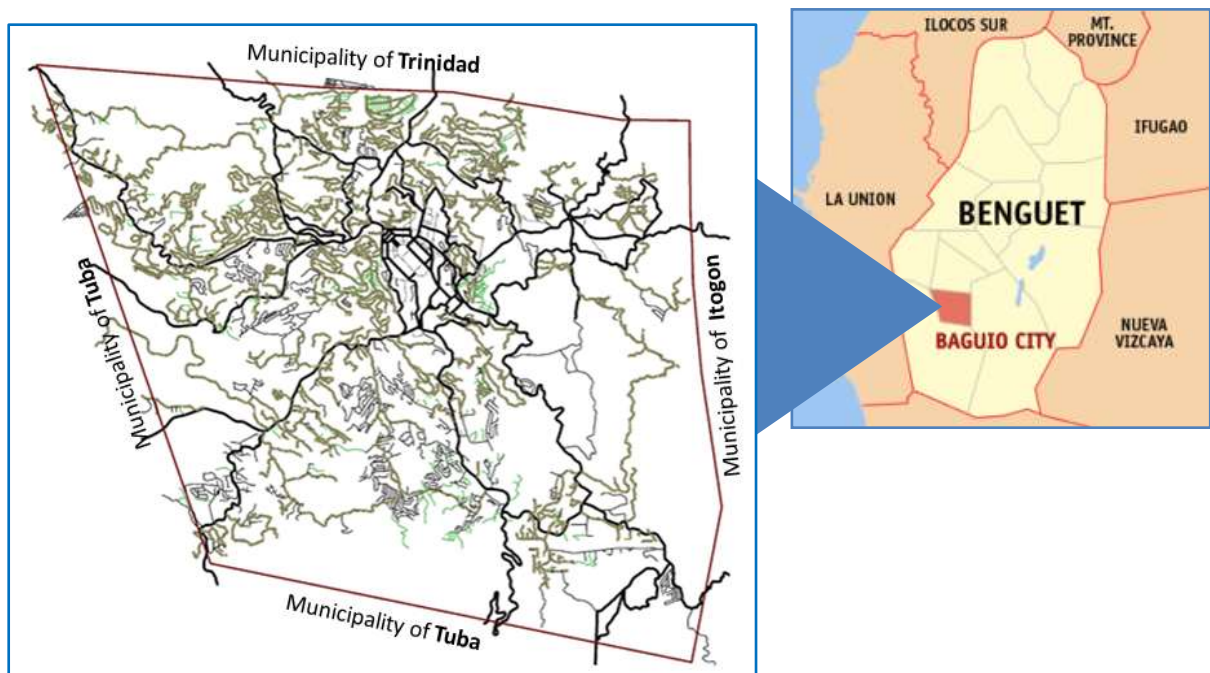 Municipality of Trinidad
Municipality of Tuba
Municipality of Itogon
Municipality of Tuba
ILOCOS SUR
MT.
PROVINCE
IFUGAO
LA UNION
BENGUET
BAGUIO CITY
NUEVA
VIZCAYA